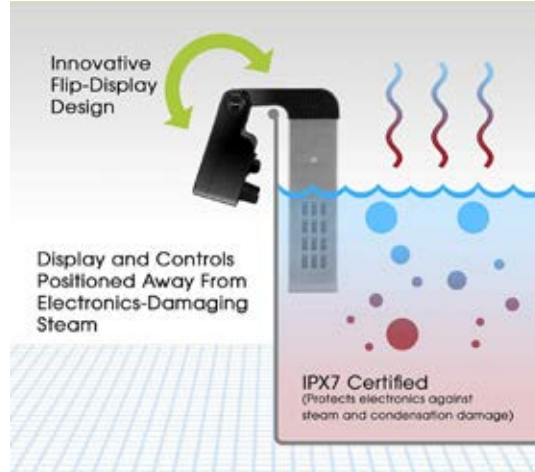 Innovative
Flip-Display
Design
Display and Controls
Positioned Away From
Electronics-Damaging
Steam
IPX7 Certified
(Protects electronics against
steam and condensation damage)